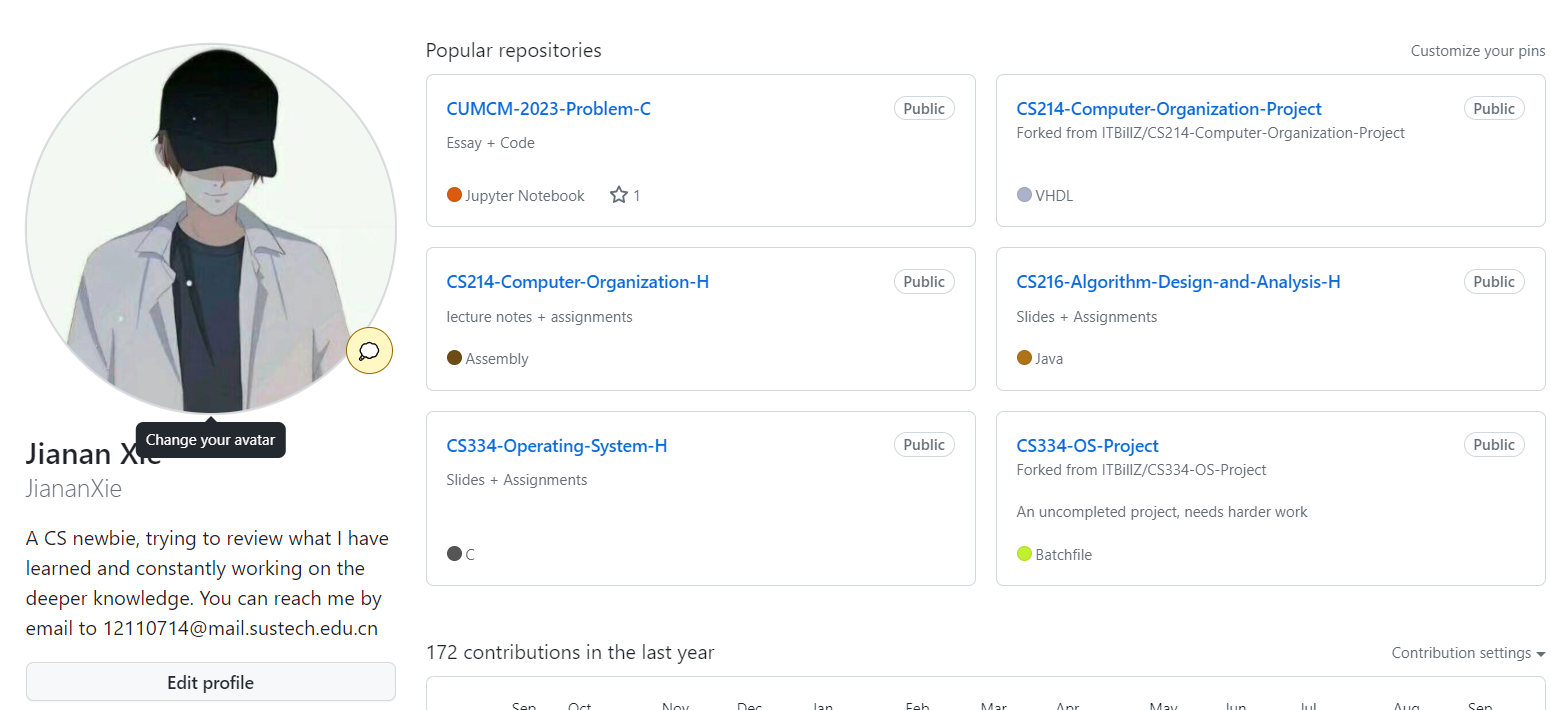 Popular repositories
Customize your pins
CUMCM-2023-Problem-C
Public
Essay + Code
Jupyter Notebook
1
CS214-Computer-Organization-Project
Public
Forked from ITBillZ/CS214-Computer-Organization-Project
VHDL
CS214-Computer-Organization-H
Public
lecture notes + assignments
Assembly
CS216-Algorithm-Design-and-Analysis-H
Public
Slides + Assignments
Java
CS334-Operating-System-H
Public
Slides + Assignments
C
CS334-OS-Project
Public
Forked from ITBillZ/CS334-OS-Project
An uncompleted project, needs harder work
Batchfile
Change your avatar
Jianan Xie
JiananXie
A CS newbie, trying to review what I have
learned and constantly working on the
deeper knowledge. You can reach me by
email to 12110714@mail.sustech.edu.cn
Edit profile
172 contributions in the last year
Contribution settings
Sep Oct Nov Dec Jan Feb Mar Apr May Jun Jul Aug Sep